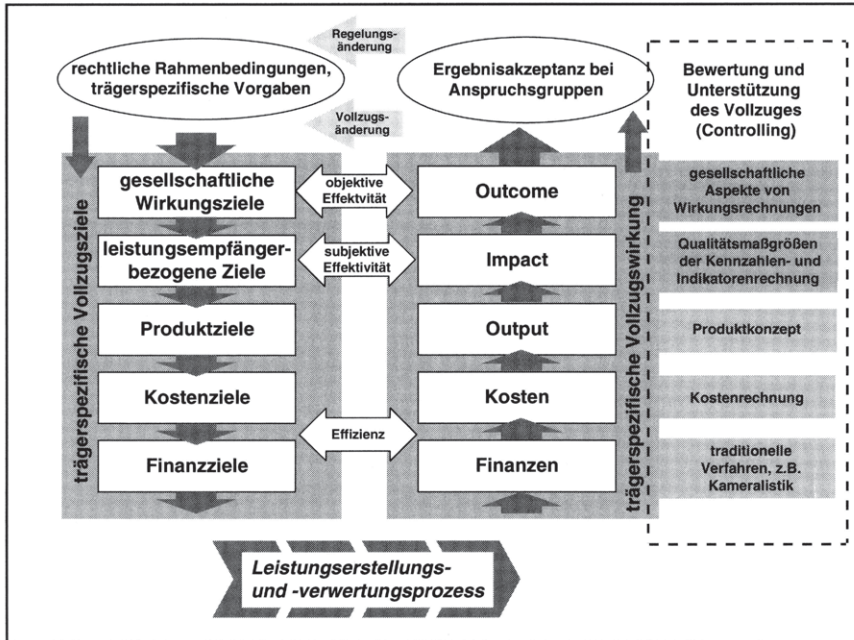 Regelungs-
änderung
rechtliche Rahmenbedingungen,
trägerspezifische Vorgaben
Ergebnisakzeptanz bei
Anspruchsgruppen
Bewertung und
Unterstützung
des Vollzuges
(Controlling)
Vollzugs-
änderung
trägerspezifische Vollzugsziele
gesellschaftliche
Wirkungsziele
objektive
Effektvität
Outcome
gesellschaftliche
Aspekte von
Wirkungsrechnungen
leistungsempfänger-
bezogene Ziele
subjektive
Effektivität
Impact
Qualitätsmaßgrößen
der Kennzahlen- und
Indikatorenrechnung
Produktziele
Output
Produktkonzept
Kostenziele
Kosten
Kostenrechnung
Effizienz
Finanzziele
Finanzen
traditionelle
Verfahren, z.B.
Kameralistik
trägerspezifische Vollzugswirkung
Leistungserstellungs-
und -verwertungsprozess